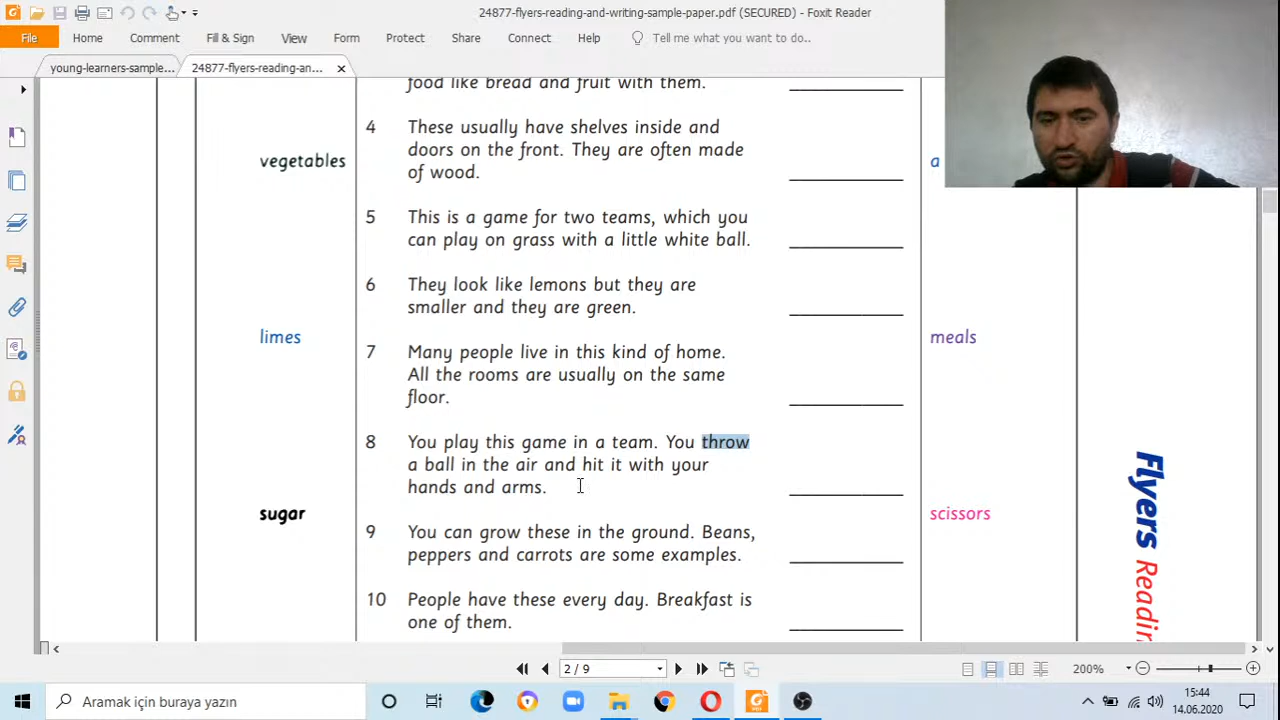 24877-flyers-reading-and-writing-sample-paper.pdf (SECURED) - Foxit Reader
File Home Comment Fill & Sign View Form Protect Share Connect Help Tell me what you want to do..
young-learners-sample... 24877-flyers-reading-an...
food like bread and fruit with them.
4 These usually have shelves inside and
doors on the front. They are often made
of wood.
vegetables
a
5 This is a game for two teams, which you
can play on grass with a little white ball.
6 They look like lemons but they are
smaller and they are green.
limes
meals
7 Many people live in this kind of home.
All the rooms are usually on the same
floor.
8 You play this game in a team. You throw
a ball in the air and hit it with your
hands and arms.
sugar
scissors
9 You can grow these in the ground. Beans,
peppers and carrots are some examples.
10 People have these every day. Breakfast is
one of them.
Flyers Readin
2 / 9
200%
Aramak için buraya yazın
15:44
14.06.2020